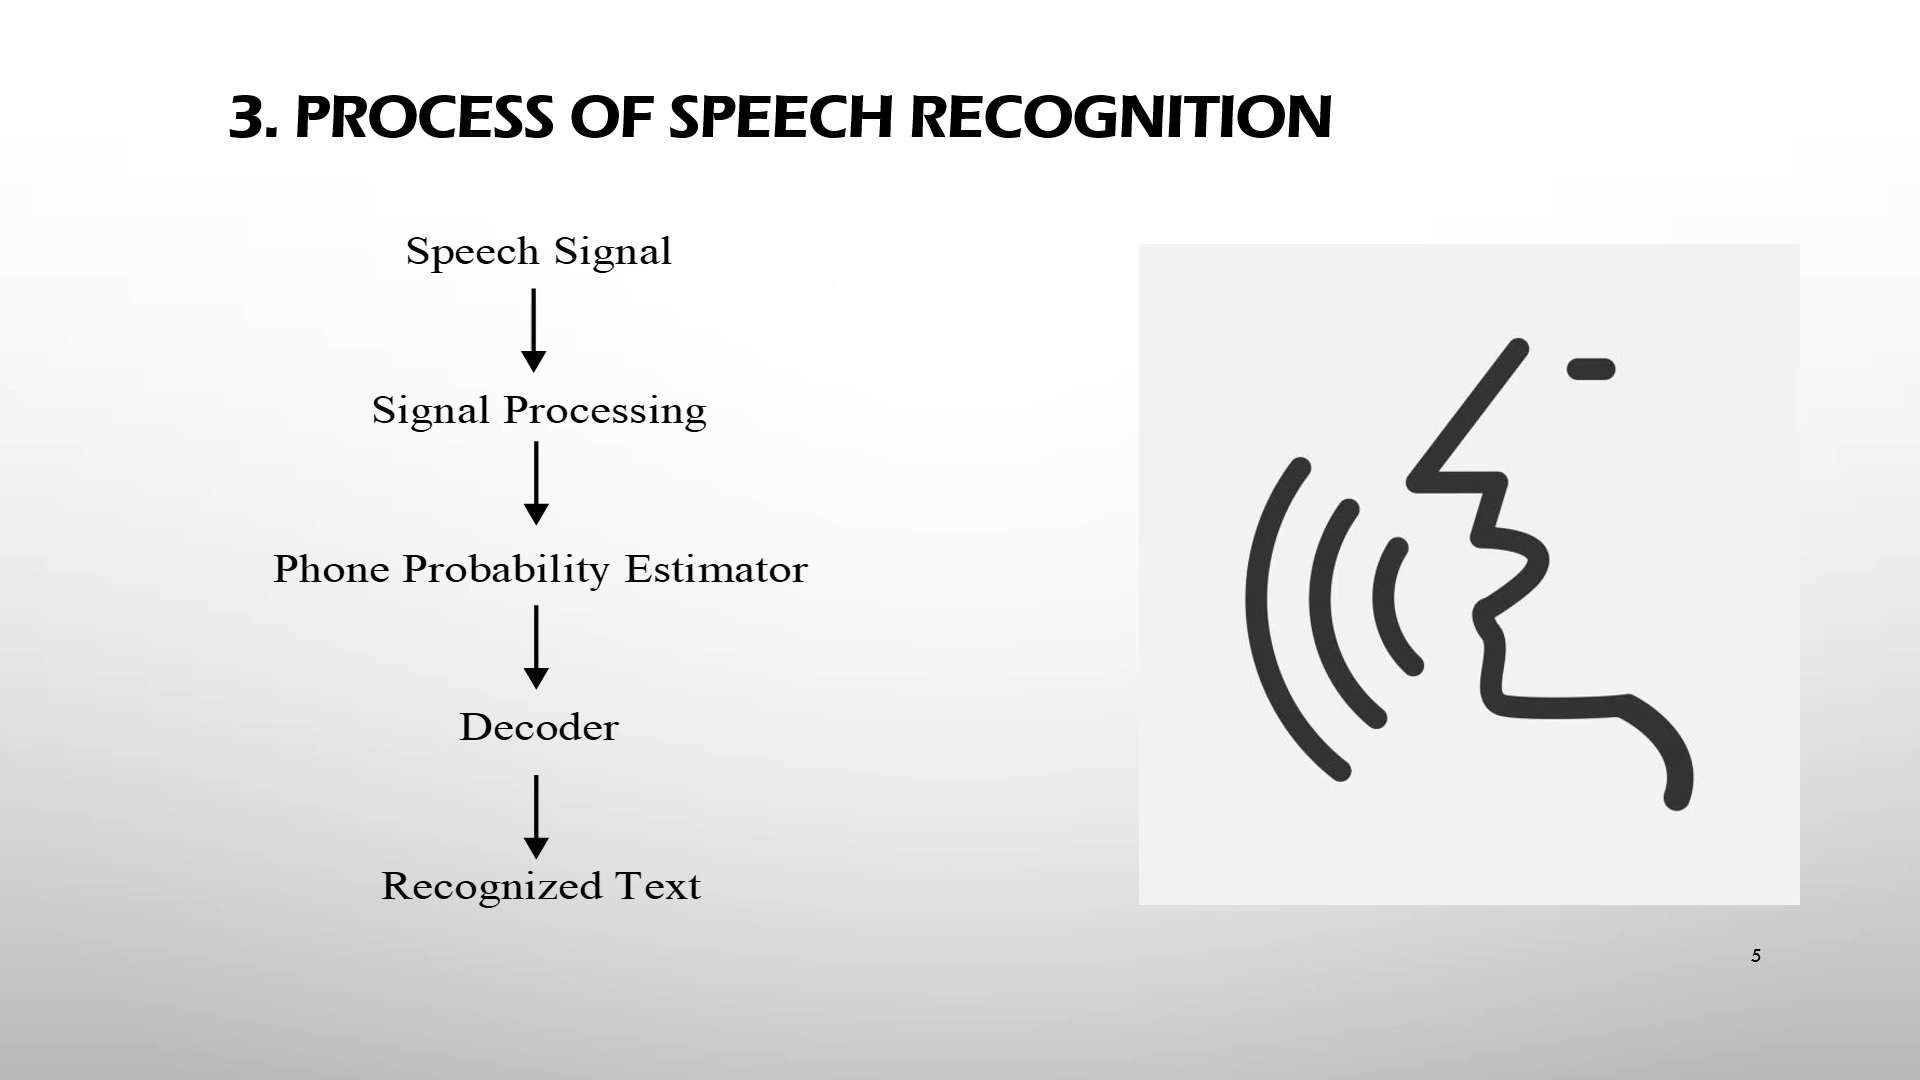 3. PROCESS OF SPEECH RECOGNITION
Speech Signal
Signal Processing
Phone Probability Estimator
Decoder
Recognized Text
5